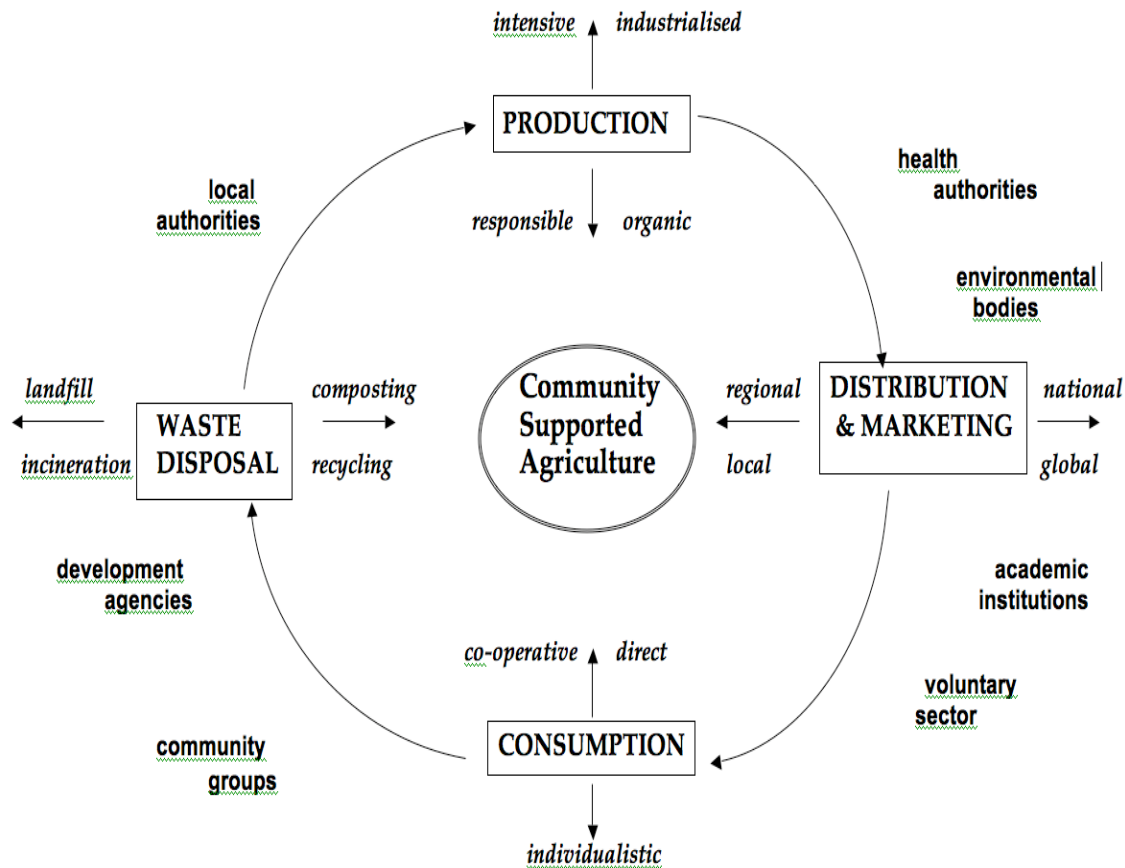 intensive industrialised
PRODUCTION
health
authorities
local
authorities
responsible organic
environmental
bodies
landfill
incineration
WASTE
DISPOSAL
composting
recycling
Community
Supported
Agriculture
regional
local
DISTRIBUTION
& MARKETING
national
global
development
agencies
academic
institutions
co-operative direct
voluntary
sector
CONSUMPTION
community
groups
individualistic